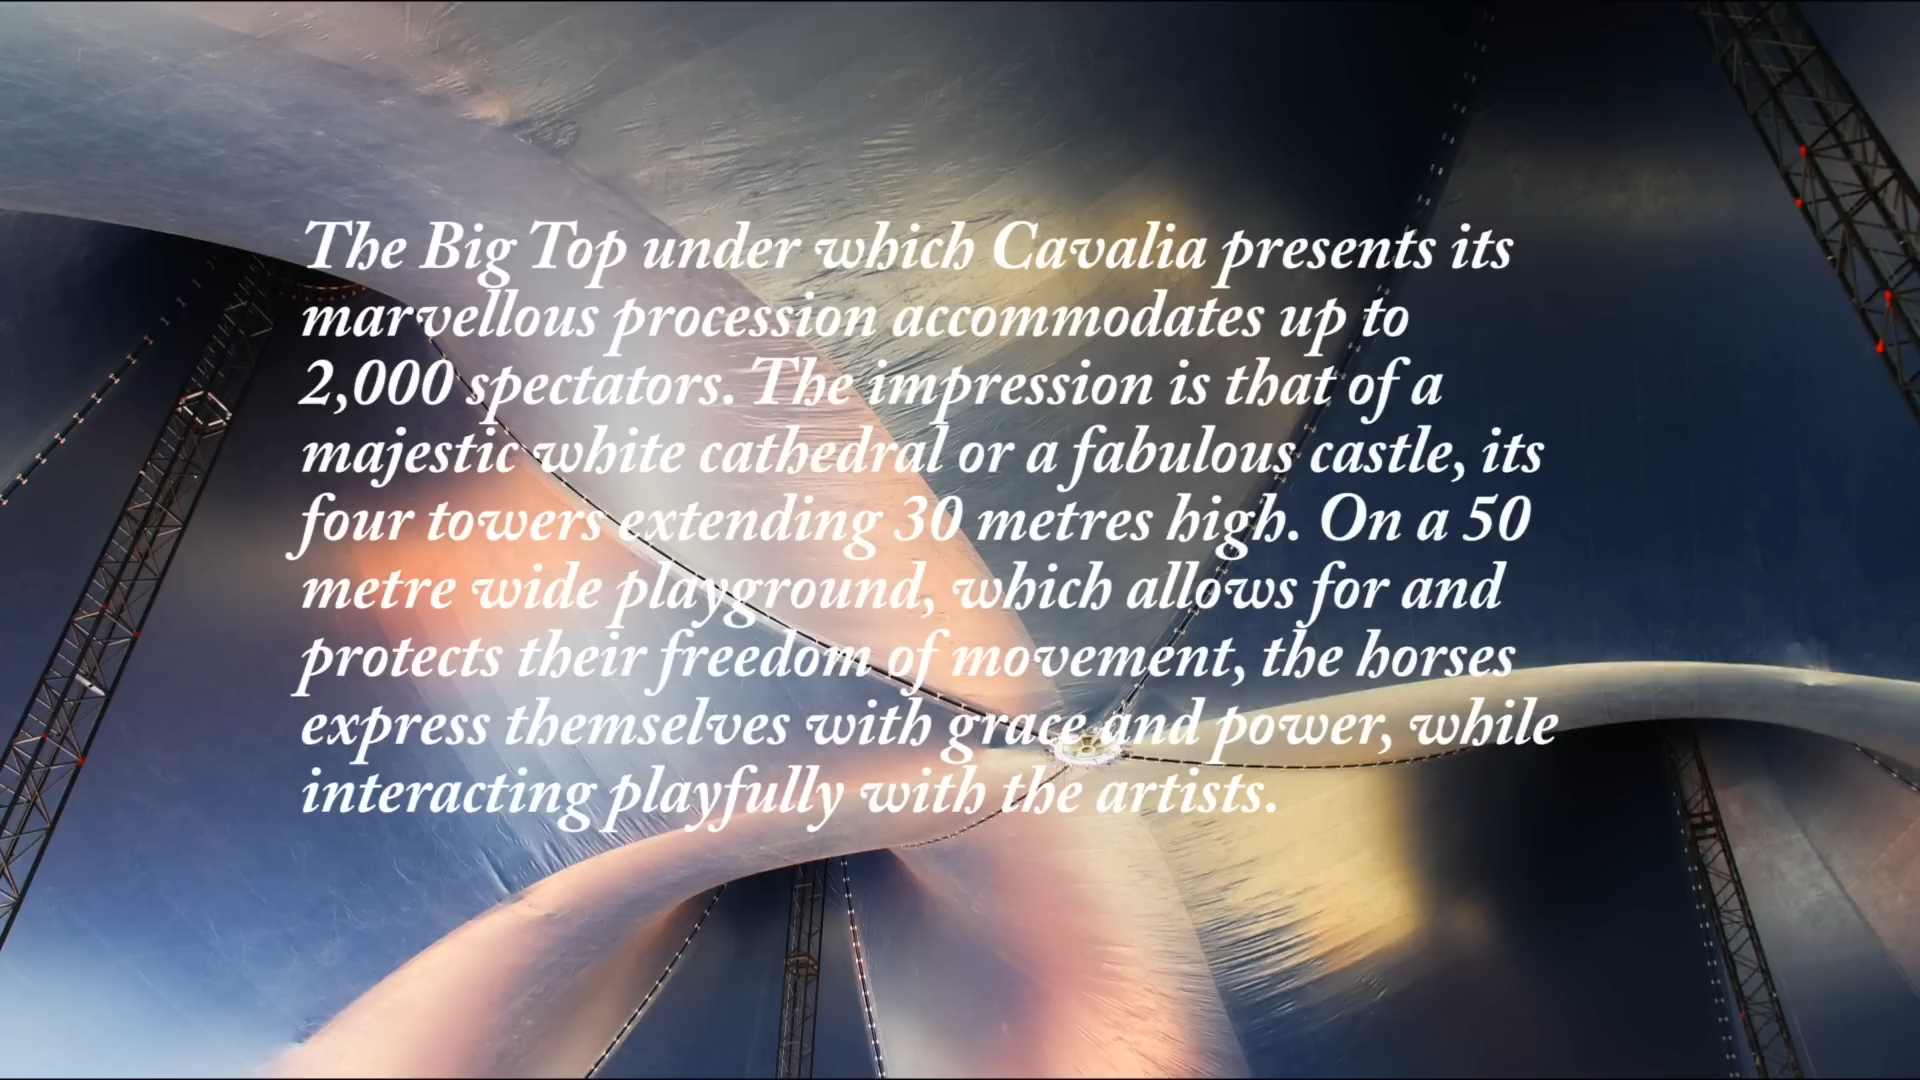 The Big Top under which Cavalia presents its
marvellous procession accommodates up to
2,000 spectators. The impression is that of a
majestic white cathedral or a fabulous castle, its
four towers extending 30 metres high. On a 50
metre wide playground, which allows for and
protects their freedom of movement, the horses
express themselves with grace and power, while
interacting playfully with the artists.